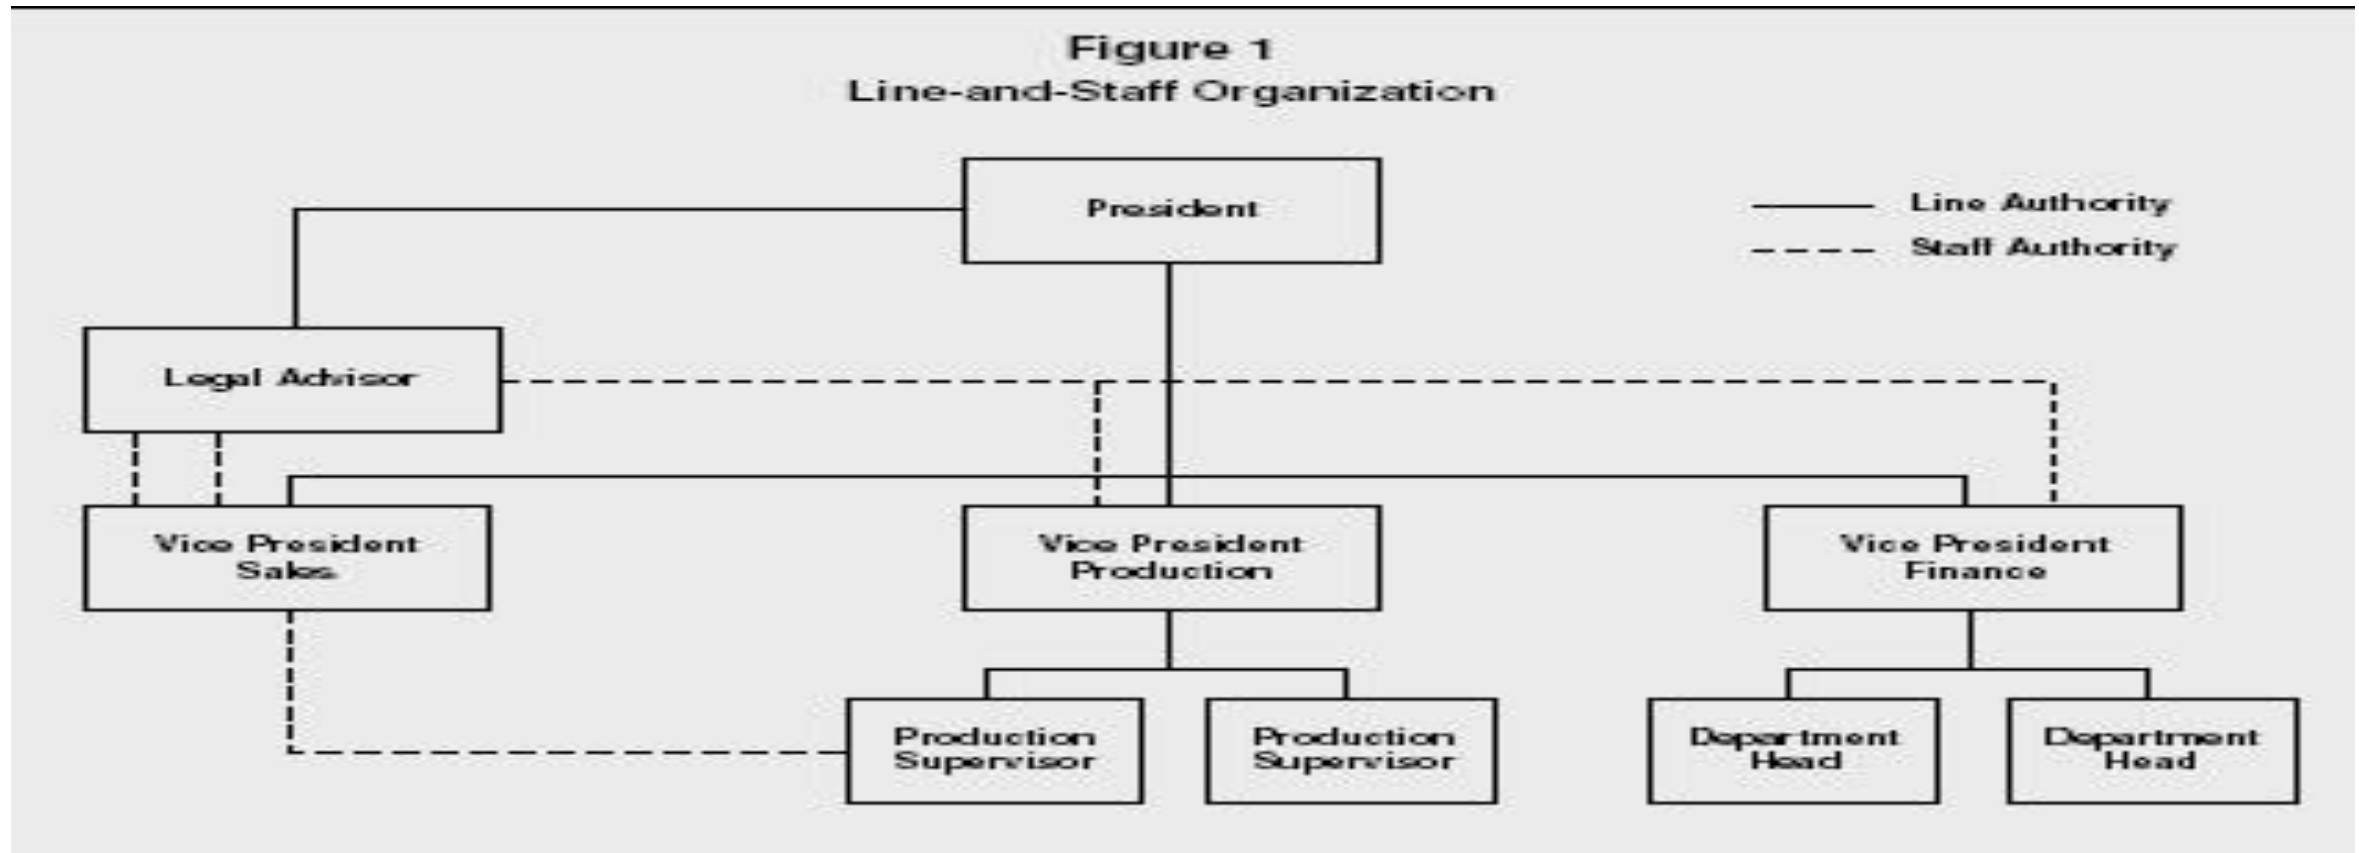 Figure 1
Line-and-Staff Organization
President
Line Authority
Staff Authority
Legal Advisor
Vice President
Sales
Vice President
Production
Vice President
Finance
Production
Supervisor
Production
Supervisor
Department
Head
Department
Head